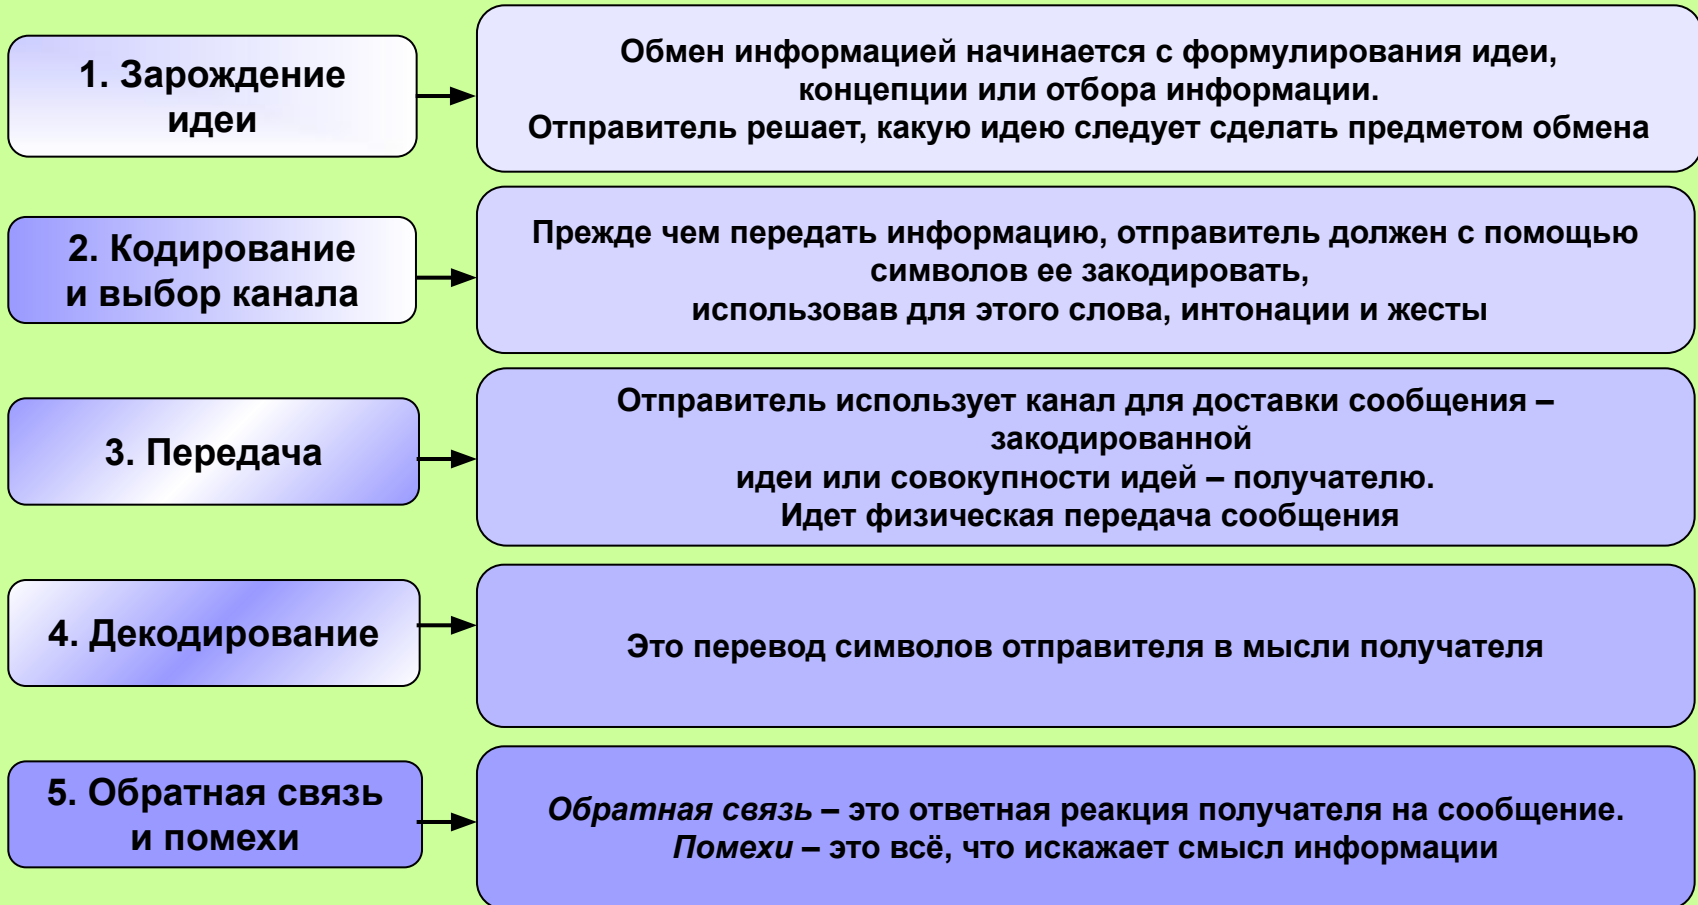 1. Зарождение
идеи
Обмен информацией начинается с формулирования идеи,
концепции или отбора информации.
Отправитель решает, какую идею следует сделать предметом обмена
2. Кодирование
и выбор канала
Прежде чем передать информацию, отправитель должен с помощью
символов ее закодировать,
использовав для этого слова, интонации и жесты
3. Передача
Отправитель использует канал для доставки сообщения –
закодированной
идеи или совокупности идей – получателю.
Идет физическая передача сообщения
4. Декодирование
Это перевод символов отправителя в мысли получателя
5. Обратная связь
и помехи
Обратная связь – это ответная реакция получателя на сообщение.
Помехи – это всё, что искажает смысл информации